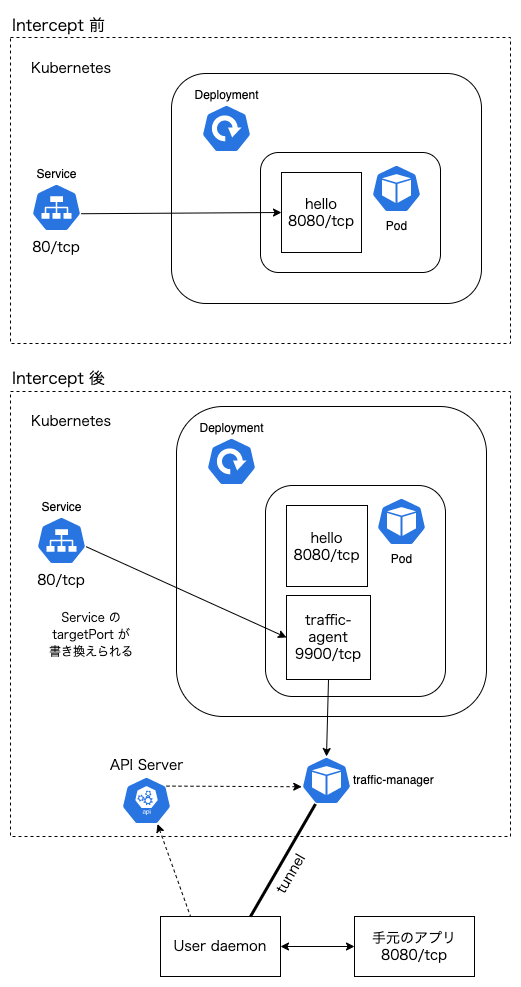 Intercept 前
Kubernetes
Deployment
Service
hello
8080/tcp
Pod
80/tcp
Intercept 後
Kubernetes
Deployment
Service
hello
8080/tcp
Pod
80/tcp
Service の
targetPort が
書き換えられる
traffic-
agent
9900/tcp
API Server
api
traffic-manager
tunnel
User daemon
手元のアプリ
8080/tcp